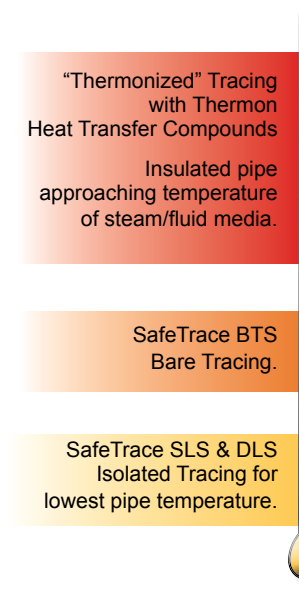 “Thermonized” Tracing
with Thermon
Heat Transfer Compounds
Insulated pipe
approaching temperature
of steam/fluid media.
SafeTrace BTS
Bare Tracing.
SafeTrace SLS & DLS
Isolated Tracing for
lowest pipe temperature.